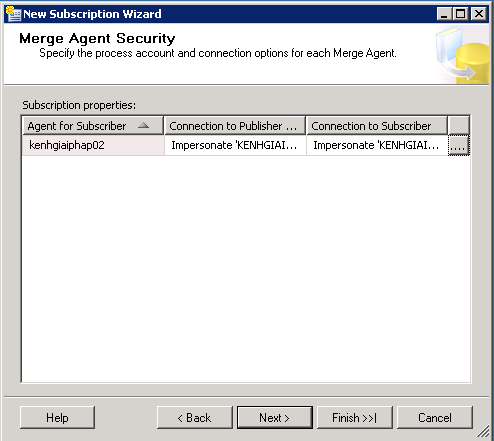 New Subscription Wizard
Merge Agent Security
Specify the process account and connection options for each Merge Agent.
Subscription properties:
Agent for Subscriber Connection to Publisher ... Connection to Subscriber
kenhgiaiphap02 Impersonate 'KENHGIAI... Impersonate 'KENHGIAI... ....
Help < Back Next > Finish >>| Cancel